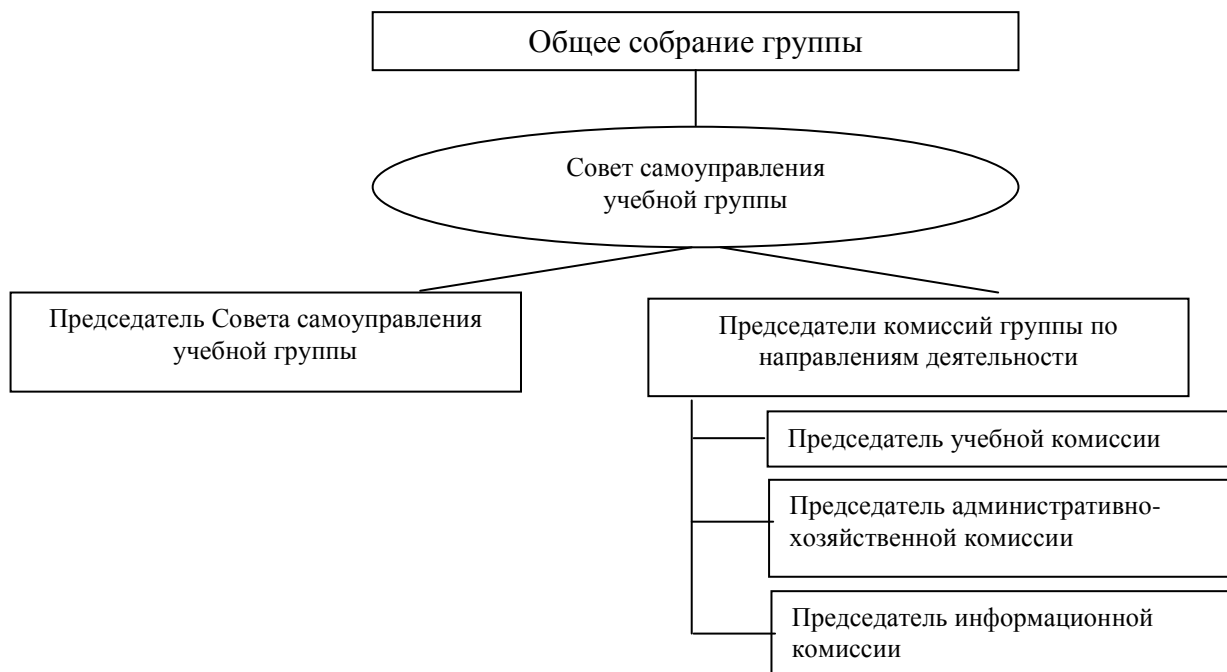 Общее собрание группы
Совет самоуправления
учебной группы
Председатель Совета самоуправления
учебной группы
Председатели комиссий группы по
направлениям деятельности
Председатель учебной комиссии
Председатель административно-
хозяйственной комиссии
Председатель информационной
комиссии